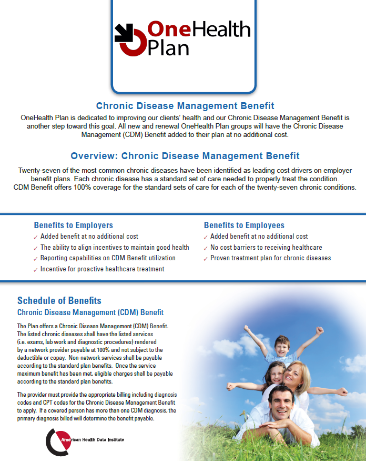 OneHealth
Plan
Chronic Disease Management Benefit
OneHealth Plan is dedicated to improving our clients' health and our Chronic Disease Management Benefit is
another step toward this goal. All new and renewal OneHealth Plan groups will have the Chronic Disease
Management (CDM) Benefit added to their plan at no additional cost.
Overview: Chronic Disease Management Benefit
Twenty-seven of the most common chronic diseases have been identified as leading cost drivers on employer
benefit plans. Each chronic disease has a standard set of care needed to properly treat the condition.
CDM Benefit offers 100% coverage for the standard sets of care for each of the twenty-seven chronic conditions.
Benefits to Employers
✓ Added benefit at no additional cost
✓ The ability to align incentives to maintain good health
✓ Reporting capabilities on CDM Benefit utilization
✓ Incentive for proactive healthcare treatment
Benefits to Employees
✓ Added benefit at no additional cost
✓ No cost barriers to receiving healthcare
✓ Proven treatment plan for chronic diseases
Schedule of Benefits
Chronic Disease Management (CDM) Benefit
The Plan offers a Chronic Disease Management (CDM) Benefit.
The listed chronic diseases shall have the listed services
(i.e. exams, lab work and diagnostic procedures) rendered
by a network provider payable at 100% and not subject to the
deductible or copay. Non-network services shall be payable
according to the standard plan benefits. Once the service
maximum benefit has been met, eligible charges shall be payable
according to the standard plan benefits.
The provider must provide the appropriate billing including diagnosis
codes and CPT codes for the Chronic Disease Management Benefit
to apply. If a covered person has more than one CDM diagnosis, the
primary diagnosis billed will determine the benefit payable.
American Health Data Institute